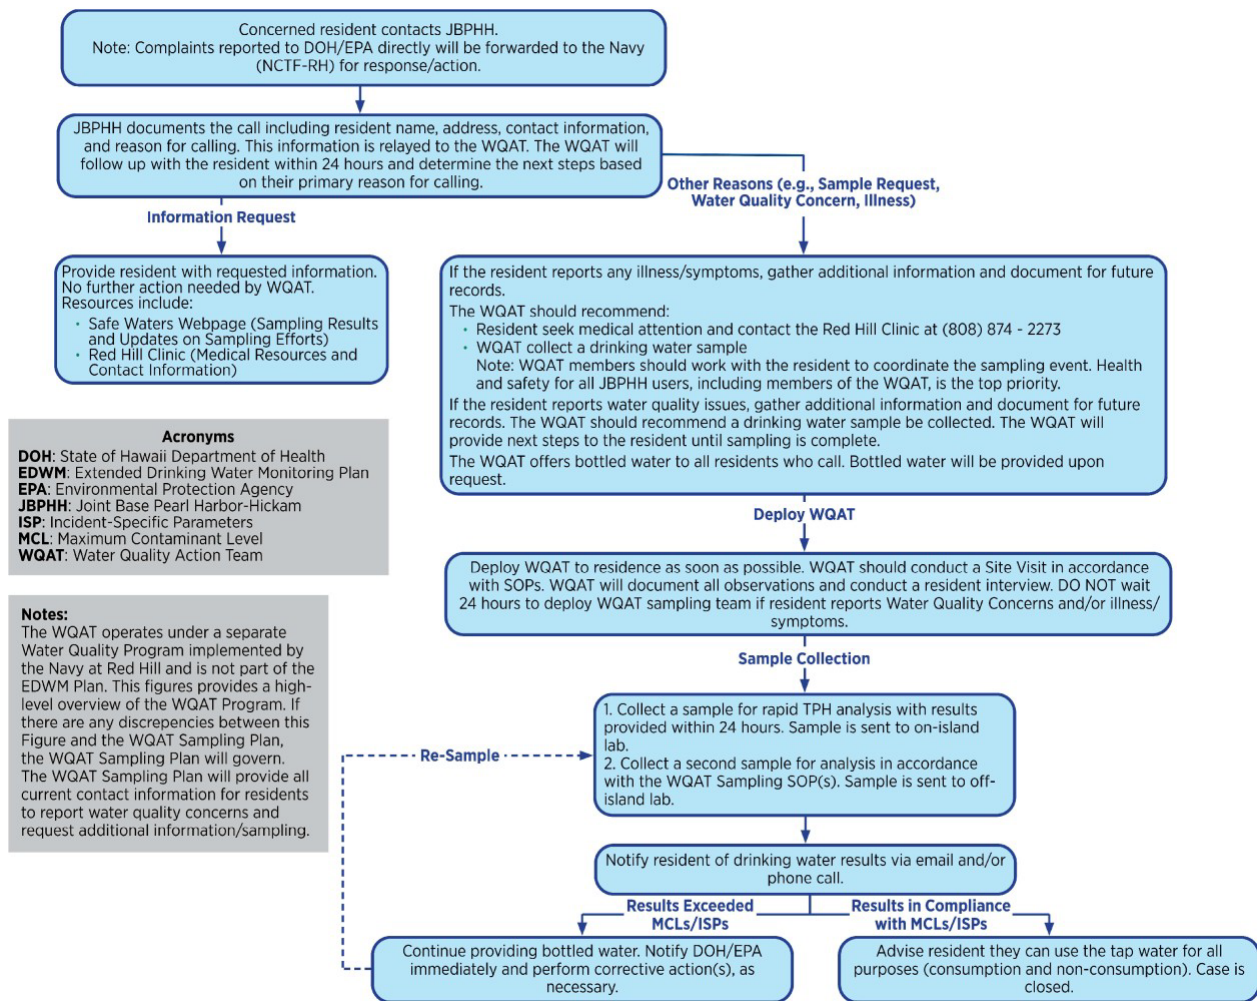 Concerned resident contacts JBPHH.
Note: Complaints reported to DOH/EPA directly will be forwarded to the Navy
(NCTF-RH) for response/action.
JBPHH documents the call including resident name, address, contact information,
and reason for calling. This information is relayed to the WQAT. The WQAT will
follow up with the resident within 24 hours and determine the next steps based
on their primary reason for calling.
Information Request
Other Reasons (e.g., Sample Request,
Water Quality Concern, Illness)
Provide resident with requested information.
No further action needed by WQAT.
Resources include:
• Safe Waters Webpage (Sampling Results
and Updates on Sampling Efforts)
• Red Hill Clinic (Medical Resources and
Contact Information)
If the resident reports any illness/symptoms, gather additional information and document for future
records.
The WQAT should recommend:
• Resident seek medical attention and contact the Red Hill Clinic at (808) 874 - 2273
• WQAT collect a drinking water sample
Note: WQAT members should work with the resident to coordinate the sampling event. Health
and safety for all JBPHH users, including members of the WQAT, is the top priority.
If the resident reports water quality issues, gather additional information and document for future
records. The WQAT should recommend a drinking water sample be collected. The WQAT will
provide next steps to the resident until sampling is complete.
The WQAT offers bottled water to all residents who call. Bottled water will be provided upon
request.
Acronyms
DOH: State of Hawaii Department of Health
EDWM: Extended Drinking Water Monitoring Plan
EPA: Environmental Protection Agency
JBPHH: Joint Base Pearl Harbor-Hickam
ISP: Incident-Specific Parameters
MCL: Maximum Contaminant Level
WQAT: Water Quality Action Team
Deploy WQAT
Deploy WQAT to residence as soon as possible. WQAT should conduct a Site Visit in accordance
with SOPs. WQAT will document all observations and conduct a resident interview. DO NOT wait
24 hours to deploy WQAT sampling team if resident reports Water Quality Concerns and/or illness/
symptoms.
Notes:
The WQAT operates under a separate
Water Quality Program implemented by
the Navy at Red Hill and is not part of the
EDWM Plan. This figures provides a high-
level overview of the WQAT Program. If
there are any discrepencies between this
Figure and the WQAT Sampling Plan,
the WQAT Sampling Plan will govern.
The WQAT Sampling Plan will provide all
current contact information for residents
to report water quality concerns and
request additional information/sampling.
Sample Collection
1. Collect a sample for rapid TPH analysis with results
provided within 24 hours. Sample is sent to on-island
lab.
2. Collect a second sample for analysis in accordance
with the WQAT Sampling SOP(s). Sample is sent to off-
island lab.
Re-Sample
Notify resident of drinking water results via email and/or
phone call.
Results Exceeded
MCLs/ISPs
Results in Compliance
with MCLs/ISPs
Continue providing bottled water. Notify DOH/EPA
immediately and perform corrective action(s), as
necessary.
Advise resident they can use the tap water for all
purposes (consumption and non-consumption). Case is
closed.